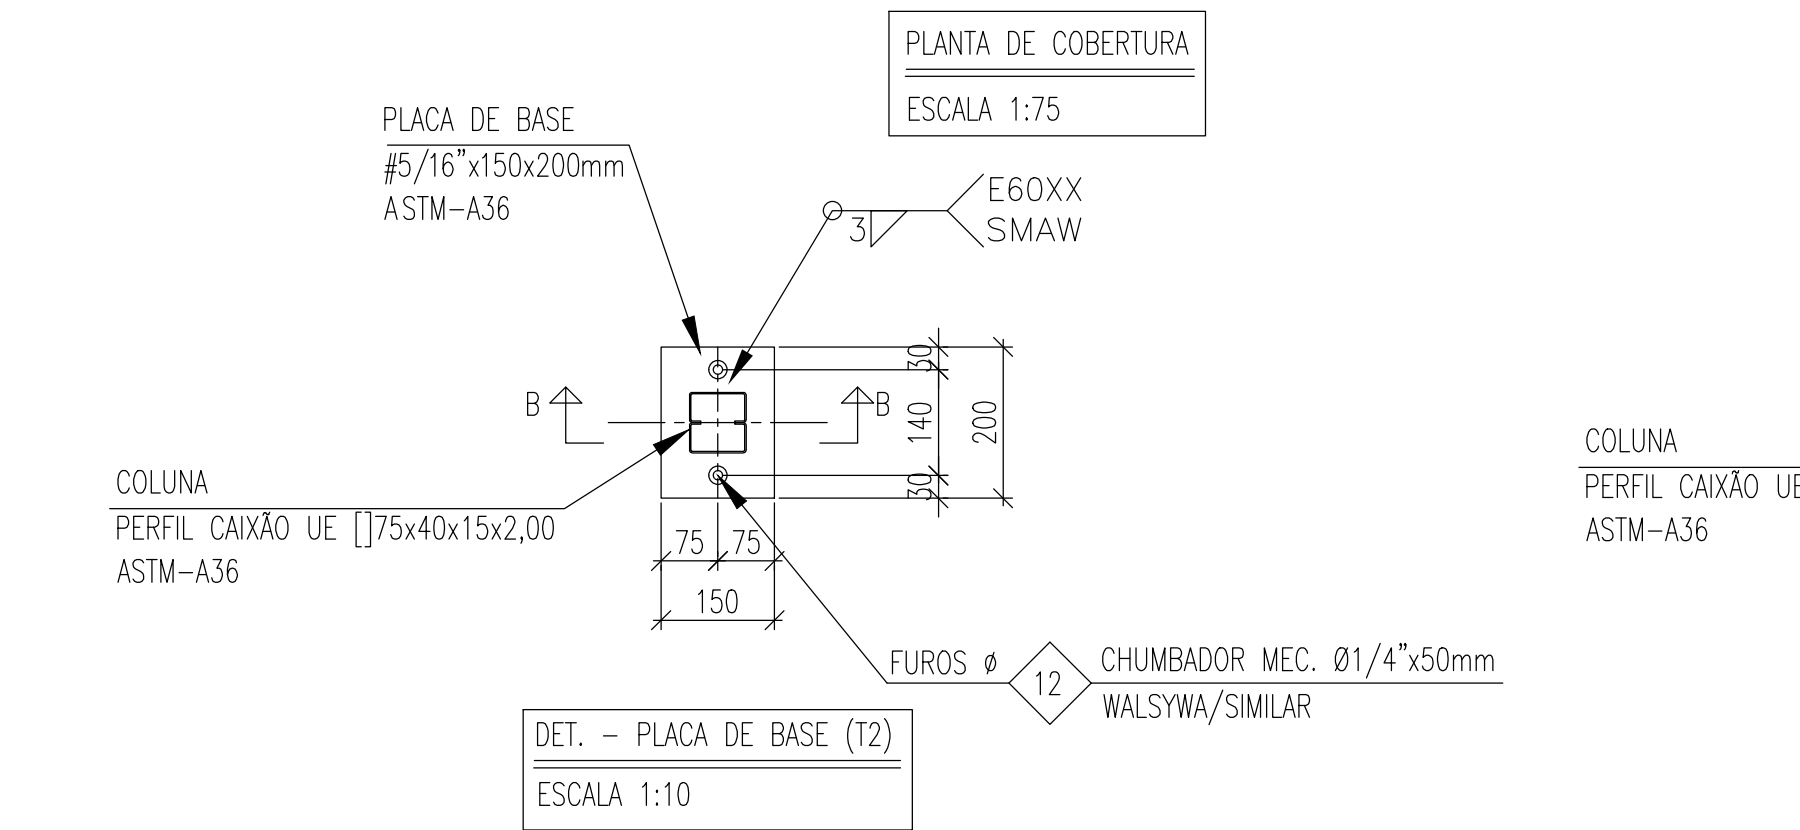 PLANTA DE COBERTURA
ESCALA 1:75
PLACA DE BASE
#5/16"x150x200mm
ASTM-A36
E60XX
3
SMAW
30
140
30
200
B
B
COLUNA
PERFIL CAIXÃO UE []75x40x15x2,00
ASTM-A36
75
75
150
FUROS ø
12
CHUMBADOR MEC. Ø1/4"x50mm
WALSYWA/SIMILAR
DET. - PLACA DE BASE (T2)
ESCALA 1:10
COLUNA
PERFIL CAIXÃO UE
ASTM-A36